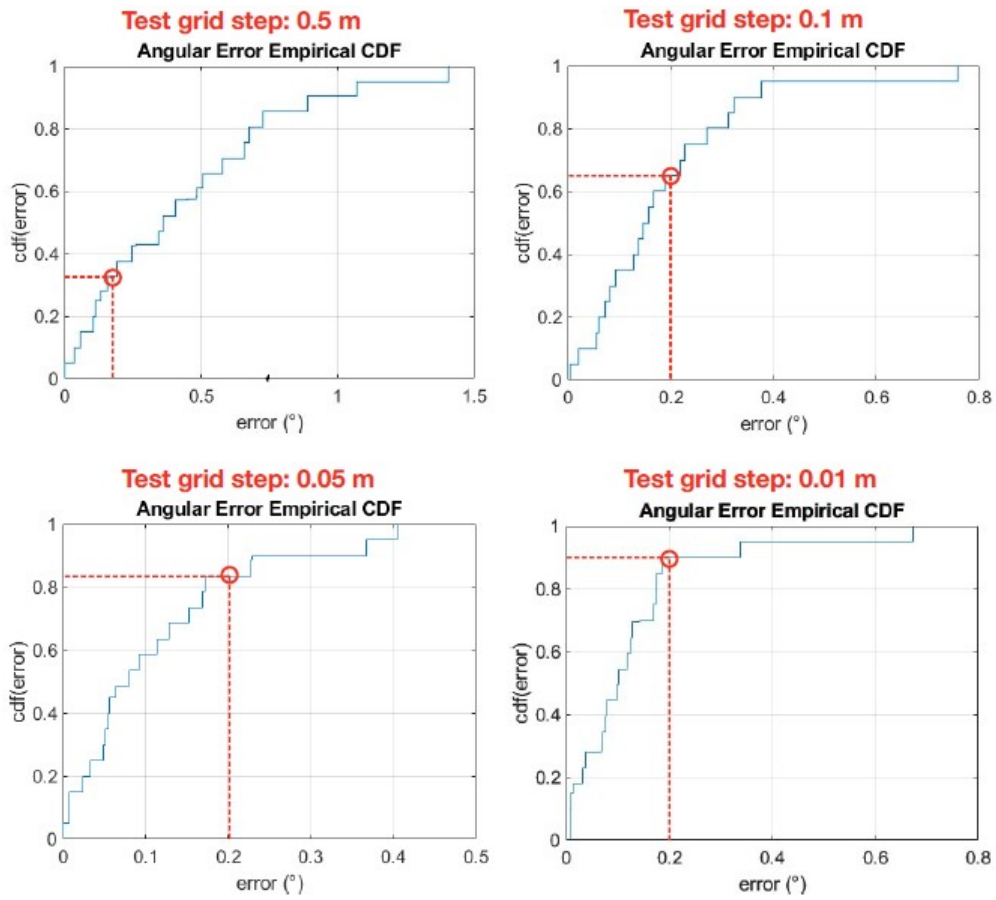 Test grid step: 0.5 m
Angular Error Empirical CDF
1
0.8
0.6
0.4
0.2
0
cdf(error)
0 0.5 1 1.5
error (°)
Test grid step: 0.1 m
Angular Error Empirical CDF
1
0.8
0.6
0.4
0.2
0
cdf(error)
0 0.2 0.4 0.6 0.8
error (°)
Test grid step: 0.05 m
Angular Error Empirical CDF
1
0.8
0.6
0.4
0.2
0
cdf(error)
0 0.1 0.2 0.3 0.4 0.5
error (°)
Test grid step: 0.01 m
Angular Error Empirical CDF
1
0.8
0.6
0.4
0.2
0
cdf(error)
0 0.2 0.4 0.6 0.8
error (°)